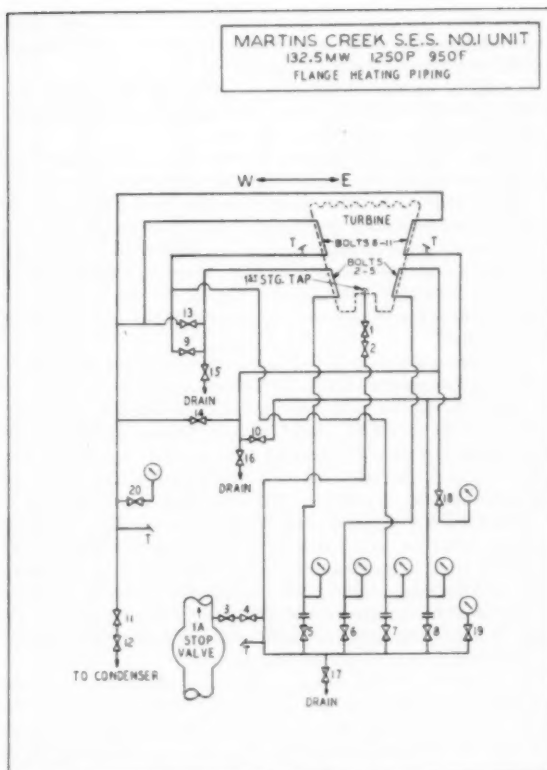 MARTINS CREEK S.E.S. NO.1 UNIT
132.5MW 1250P 950F
FLANGE HEATING PIPING
W E
TURBINE
T
BOLTS 6-11
T
BOLTS
2-5
1ST STG. TAP
1
2
13
9
15
DRAIN
14
10
16
DRAIN
18
20
T
11
12
TO CONDENSER
3
4
1A
STOP
VALVE
T
5
6
7
8
19
17
DRAIN